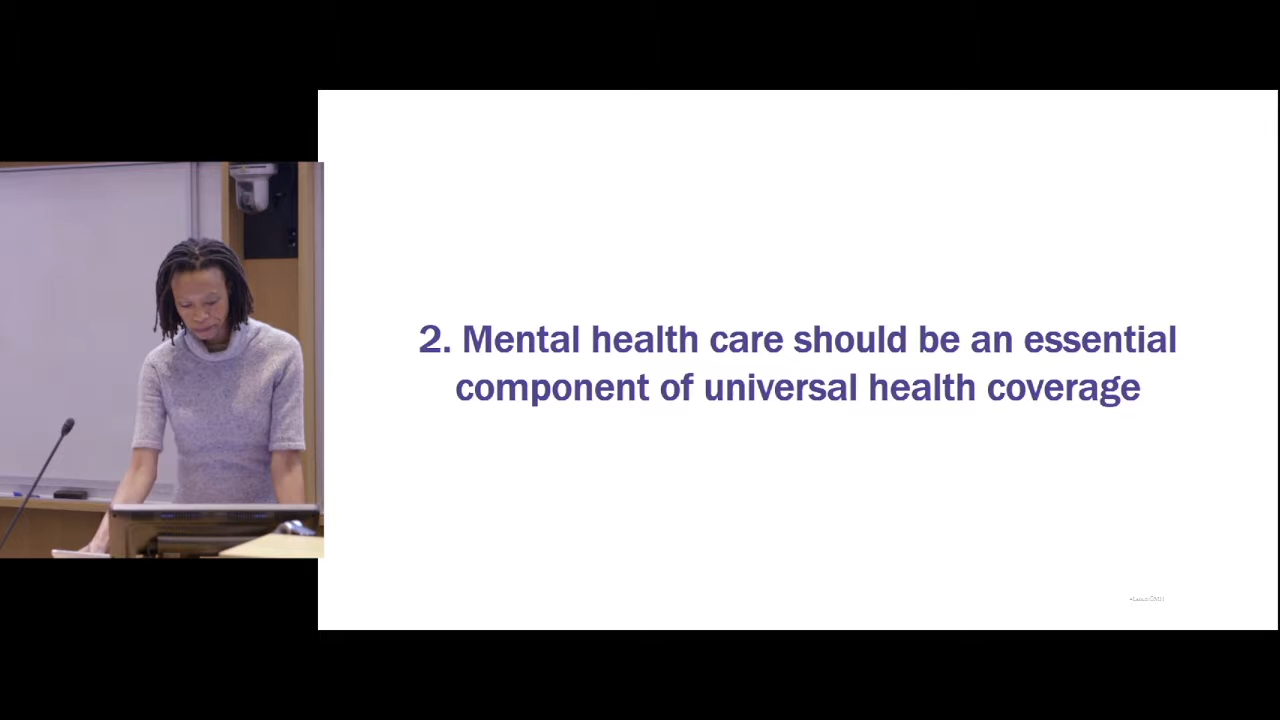 2. Mental health care should be an essential
component of universal health coverage